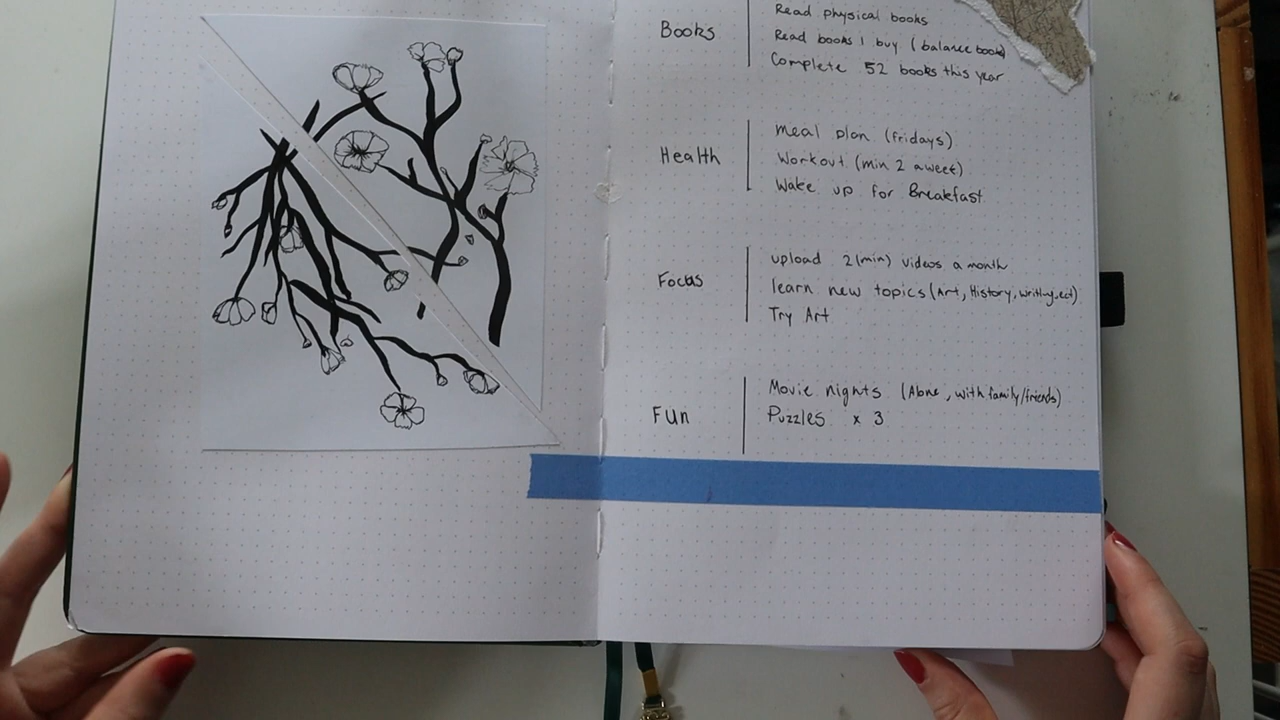 Books
Read physical books
Read books I buy (balance book)
Complete 52 books this year
Health
Meal plan (fridays)
Workout (min 2 a week)
Wake up for Breakfast
Focus
upload 2(min) videos a month
learn new topics (Art, History, writing, ect)
Try Art
Fun
Movie nights (Alone, with family/friends)
Puzzles x 3